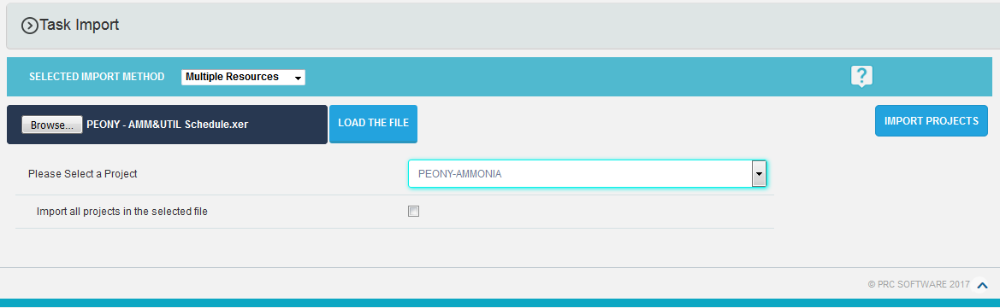 Task Import
SELECTED IMPORT METHOD Multiple Resources ?
Browse... PEONY - AMM&UTIL Schedule.xer LOAD THE FILE IMPORT PROJECTS
Please Select a Project PEONY-AMMONIA
Import all projects in the selected file
© PRC SOFTWARE 2017